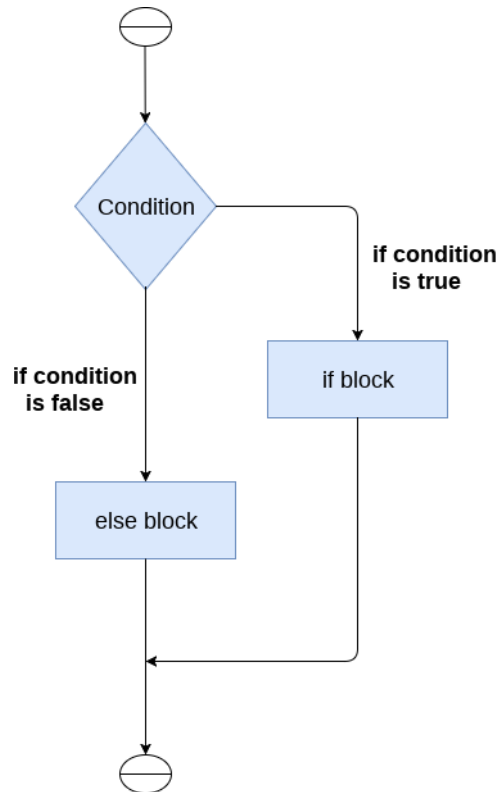 Condition
if condition
is true
if block
if condition
is false
else block